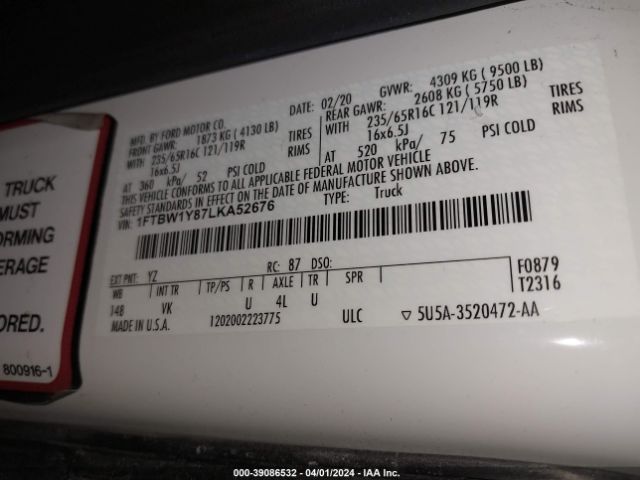 MFD. BY FORD MOTOR CO.
DATE: 02/20 GVWR: 4309 KG ( 9500 LB)
FRONT GAWR: 1873 KG ( 4130 LB)
REAR GAWR: 2608 KG ( 5750 LB)
WITH 235/65R16C 121/119R TIRES
WITH 235/65R16C 121/119R TIRES
16x6.5J RIMS
16x6.5J RIMS
AT 360 kPa/ 52 PSI COLD
AT 520 kPa/ 75 PSI COLD
THIS VEHICLE CONFORMS TO ALL APPLICABLE FEDERAL MOTOR VEHICLE
SAFETY STANDARDS IN EFFECT ON THE DATE OF MANUFACTURE SHOWN ABOVE.
VIN: 1FTBW1Y87LKA52676 TYPE: Truck
EXT PNT: YZ RC: 87 DSO:
WB INT TR TP/PS R AXLE TR SPR
148 VK U 4L U
F0879
T2316
MADE IN U.S.A. 1202002223775 ULC ▽ 5U5A-3520472-AA
TRUCK
MUST
ORMING
ERAGE
ORED.
800916-1
000-39086532 - 04/01/2024 - IAA Inc.